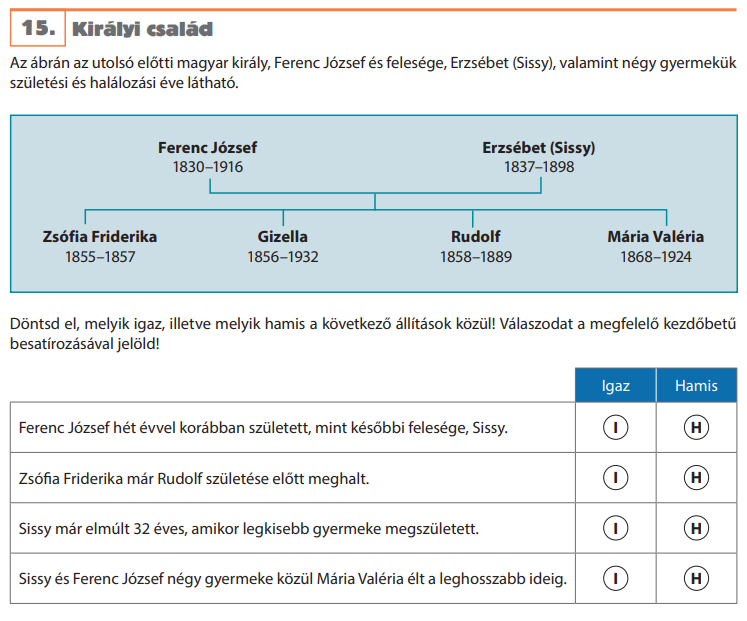 15. Királyi család
Az ábrán az utolsó előtti magyar király, Ferenc József és felesége, Erzsébet (Sissy), valamint négy gyermekük
születési és halálozási éve látható.
Ferenc József Erzsébet (Sissy)
1830–1916 1837–1898
Zsófia Friderika Gizella Rudolf Mária Valéria
1855–1857 1856–1932 1858–1889 1868–1924
Döntsd el, melyik igaz, illetve melyik hamis a következő állítások közül! Válaszodat a megfelelő kezdőbetű
besatírozásával jelöld!
Igaz Hamis
Ferenc József hét évvel korábban született, mint későbbi felesége, Sissy. I H
Zsófia Friderika már Rudolf születése előtt meghalt. I H
Sissy már elmúlt 32 éves, amikor legkisebb gyermeke megszületett. I H
Sissy és Ferenc József négy gyermeke közül Mária Valéria élt a leghosszabb ideig. I H